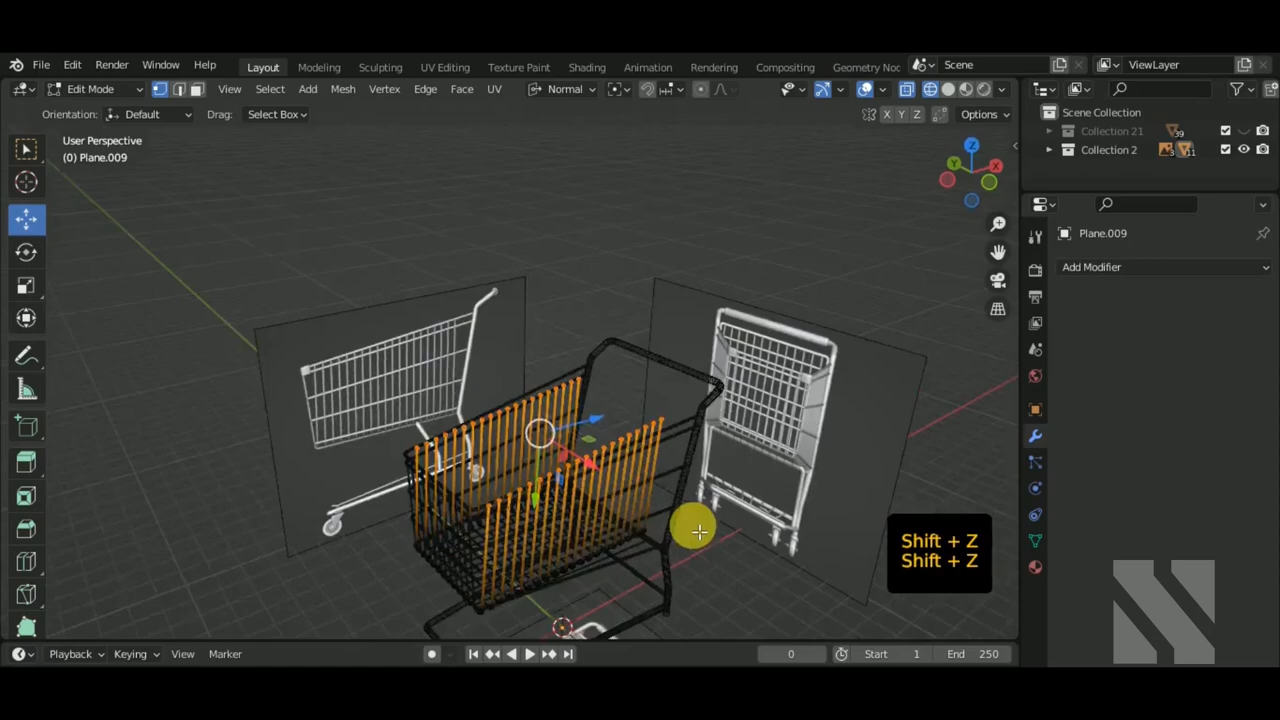 File Edit Render Window Help Layout Modeling Sculpting UV Editing Texture Paint Shading Animation Rendering Compositing Geometry Noc Scene ViewLayer
Edit Mode View Select Add Mesh Vertex Edge Face UV Normal
Orientation: Default Drag: Select Box X Y Z Options
User Perspective
(0) Plane.009
Z
Y
X
Scene Collection
Collection 21 39
Collection 2 3 11
Plane.009
Add Modifier
Shift + Z
Shift + Z
Playback Keying View Marker 0 Start 1 End 250